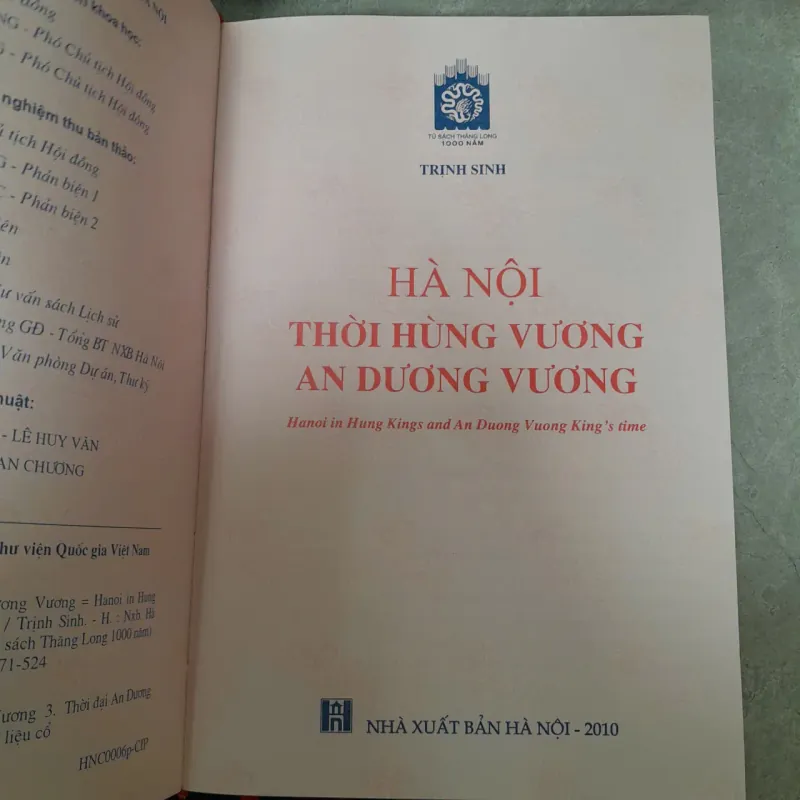 khoa học:
đồng
NG - Phó Chủ tịch Hội đồng
- Phó Chủ tịch Hội đồng
nghiệm thu bản thảo:
tịch Hội đồng
G - Phản biện 1
C - Phản biện 2
iên
ên
ư vấn sách Lịch sử
ng GĐ - Tổng BT NXB Hà Nội
Văn phòng Dự án, Thư ký
huật:
- LÊ HUY VĂN
AN CHƯƠNG
hư viện Quốc gia Việt Nam
ơng Vương = Hanoi in Hung
/ Trịnh Sinh. - H. : Nxb. Hà
sách Thăng Long 1000 năm)
71-524
ương 3. Thời đại An Dương
liệu cổ
HNC0006p-CIP
TỦ SÁCH THĂNG LONG
1000 NĂM
TRỊNH SINH
HÀ NỘI
THỜI HÙNG VƯƠNG
AN DƯƠNG VƯƠNG
Hanoi in Hung Kings and An Duong Vuong King's time
NHÀ XUẤT BẢN HÀ NỘI - 2010